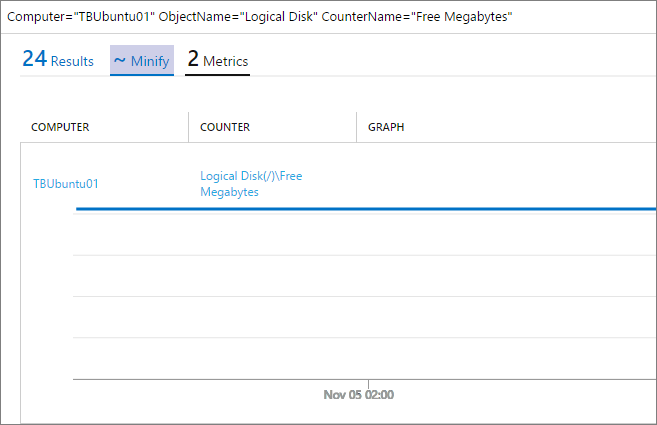 Computer="TBUbuntu01" ObjectName="Logical Disk" CounterName="Free Megabytes"
24 Results ~ Minify 2 Metrics
COMPUTER COUNTER GRAPH
TBUbuntu01 Logical Disk(/)\Free
Megabytes
Nov 05 02:00